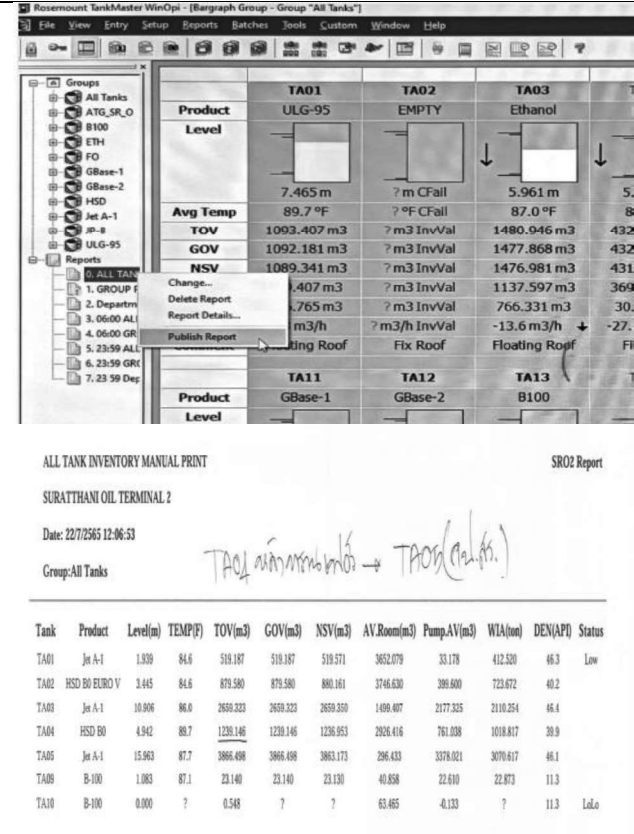 Rosemount TankMaster WinOpi - [Bargraph Group - Group "All Tanks"]
File View Entry Setup Reports Batches Tools Custom Window Help
Groups
All Tanks
ATG_SR_O
B100
ETH
FO
GBase-1
GBase-2
HSD
Jet A-1
JP-8
ULG-95
Reports
0. ALL TAN
1. GROUP
2. Departm
3. 06:00 ALL
4. 06:00 GR
5. 23:59 ALL
6. 23:59 GRO
7. 23 59 Dep
Change...
Delete Report
Report Details...
Publish Report
TA01 TA02 TA03
Product ULG-95 EMPTY Ethanol
Level
7.465 m ? m CFail 5.961 m 5.
Avg Temp 89.7 °F ? °F CFail 87.0 °F 8
TOV 1093.407 m3 ? m3 InvVal 1480.946 m3 432
GOV 1092.181 m3 ? m3 InvVal 1477.868 m3 432
NSV 1089.341 m3 ? m3 InvVal 1476.981 m3 431
.407 m3 ? m3 InvVal 1137.597 m3 369
.765 m3 ? m3 InvVal 766.331 m3 30.
m3/h ? m3/h InvVal -13.6 m3/h -27.
ating Roof Fix Roof Floating Roof Fi
TA11 TA12 TA13
Product GBase-1 GBase-2 B100
Level
ALL TANK INVENTORY MANUAL PRINT SRO2 Report
SURATTHANI OIL TERMINAL 2
Date: 22/7/2565 12:06:53
Group:All Tanks
TA04 → TA05
Tank Product Level(m) TEMP(F) TOV(m3) GOV(m3) NSV(m3) AV.Room(m3) Pump.AV(m3) WIA(ton) DEN(API) Status
TA01 Jet A-1 1.939 84.6 519.187 519.187 519.571 3652.079 33.178 412.520 46.3 Low
TA02 HSD B0 EURO V 3.445 84.6 879.580 879.580 880.161 3746.630 399.600 723.672 40.2
TA03 Jet A-1 10.906 86.0 2659.323 2659.323 2659.350 1499.407 2177.325 2110.254 46.4
TA04 HSD B0 4.942 89.7 1239.146 1239.146 1236.953 2926.416 761.038 1018.817 39.9
TA05 Jet A-1 15.963 87.7 3866.498 3866.498 3863.173 296.433 3378.021 3070.617 46.1
TA09 B-100 1.083 87.1 23.140 23.140 23.130 40.858 22.610 22.873 11.3
TA10 B-100 0.000 ? 0.548 ? ? 63.465 -0.133 ? 11.3 LoLo